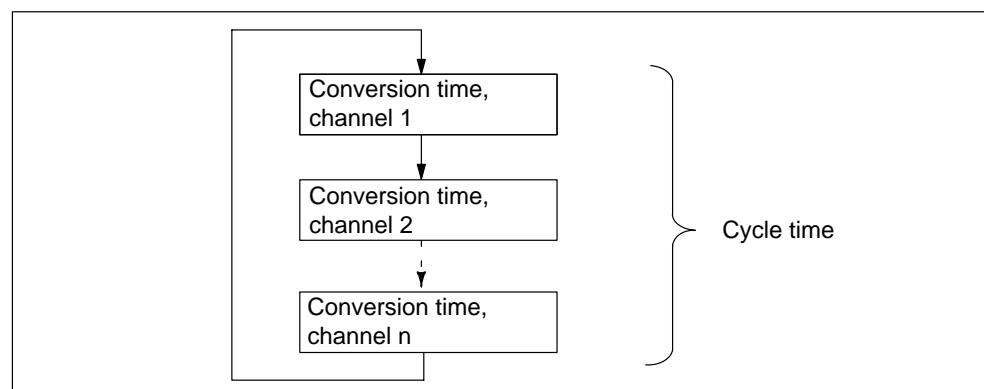 Conversion time,
channel 1
Conversion time,
channel 2
Cycle time
Conversion time,
channel n